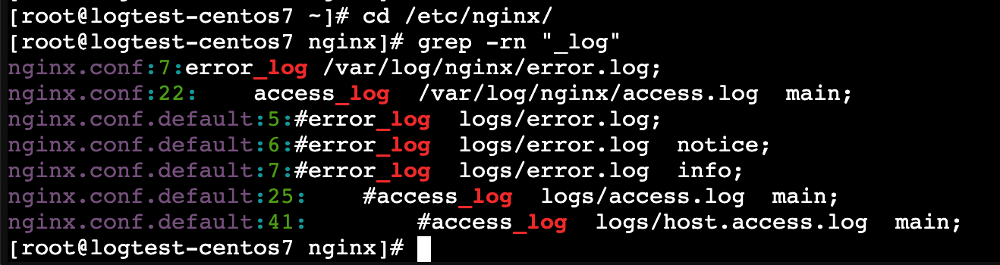 [root@logtest-centos7 ~]# cd /etc/nginx/
[root@logtest-centos7 nginx]# grep -rn "_log"
nginx.conf:7:error_log /var/log/nginx/error.log;
nginx.conf:22:    access_log  /var/log/nginx/access.log  main;
nginx.conf.default:5:#error_log  logs/error.log;
nginx.conf.default:6:#error_log  logs/error.log  notice;
nginx.conf.default:7:#error_log  logs/error.log  info;
nginx.conf.default:25:    #access_log  logs/access.log  main;
nginx.conf.default:41:        #access_log  logs/host.access.log  main;
[root@logtest-centos7 nginx]#